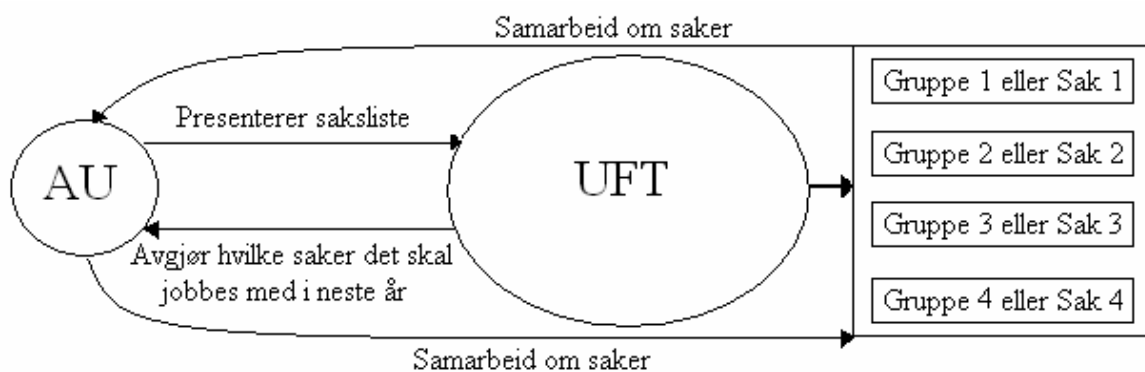 Samarbeid om saker
Gruppe 1 eller Sak 1
Presenterer saksliste
Gruppe 2 eller Sak 2
AU
UFT
Gruppe 3 eller Sak 3
Avgjør hvilke saker det skal
jobbes med i neste år
Gruppe 4 eller Sak 4
Samarbeid om saker